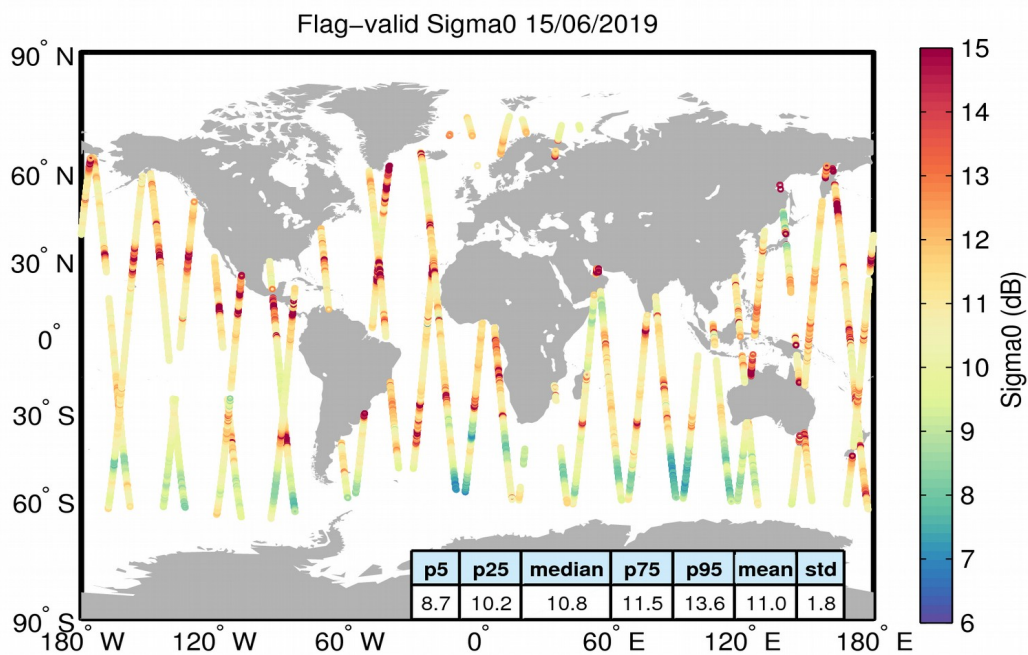 Flag−valid Sigma0 15/06/2019
90° N
60° N
30° N
0°
30° S
60° S
90° S
180° W
120° W
60° W
0°
60° E
120° E
180° E
15
14
13
12
11
10
9
8
7
6
Sigma0 (dB)
p5 p25 median p75 p95 mean std
8.7 10.2 10.8 11.5 13.6 11.0 1.8